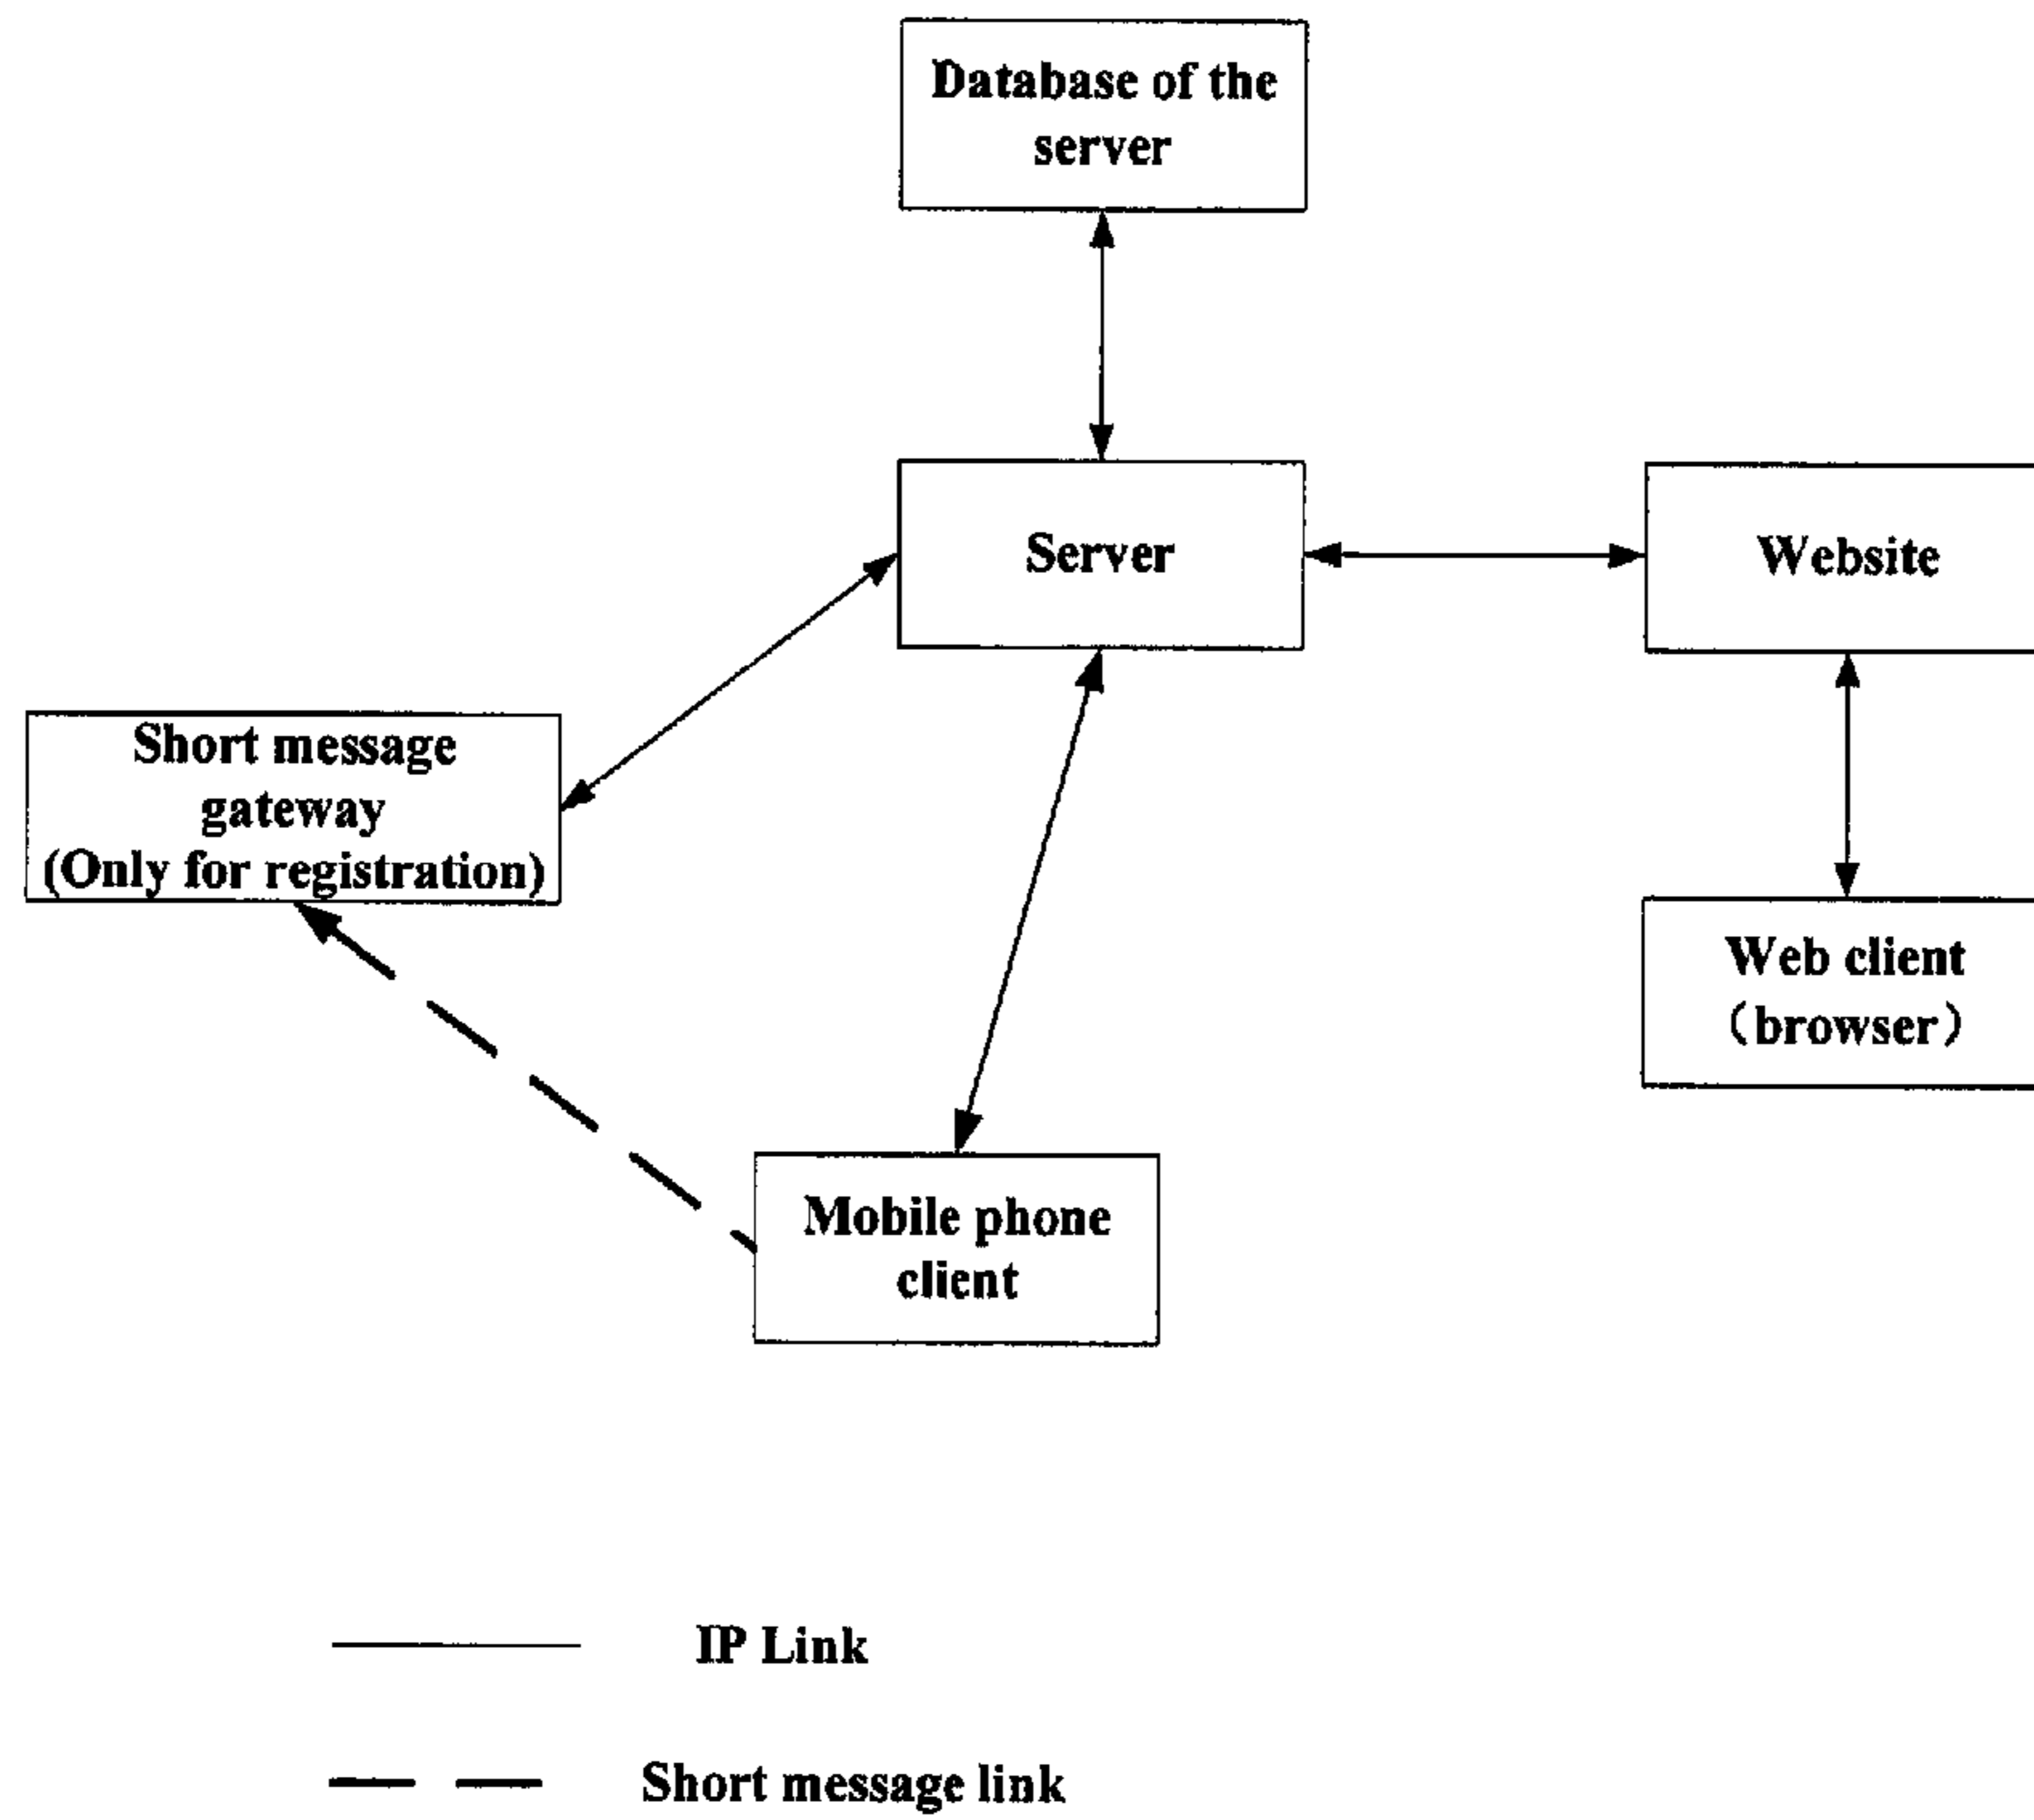 Database of the
server
Server
Website
Short message
gateway
(Only for registration)
Web client
（browser）
Mobile phone
client
IP Link
Short message link